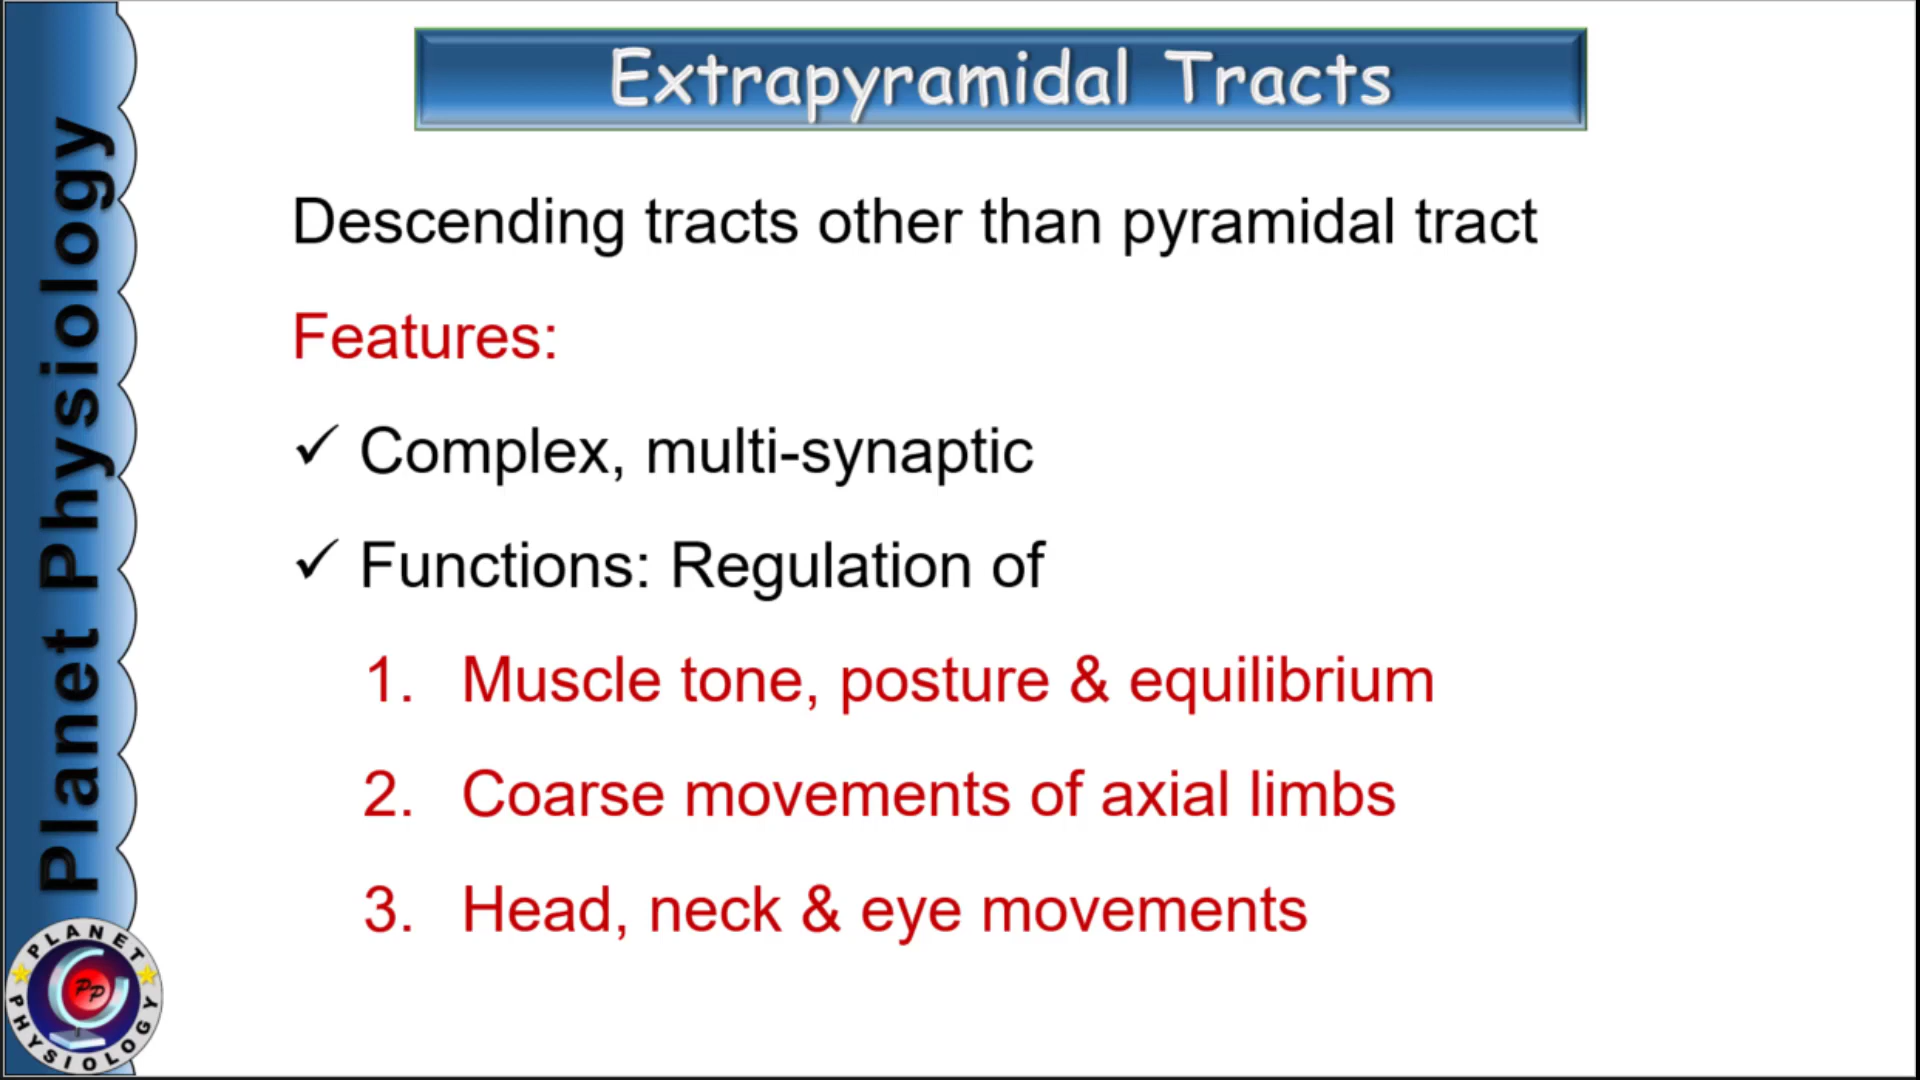 Extrapyramidal Tracts
Descending tracts other than pyramidal tract
Features:
✓ Complex, multi-synaptic
✓ Functions: Regulation of
1. Muscle tone, posture & equilibrium
2. Coarse movements of axial limbs
3. Head, neck & eye movements
Planet Physiology
PLANET
PP
PHYSIOLOGY